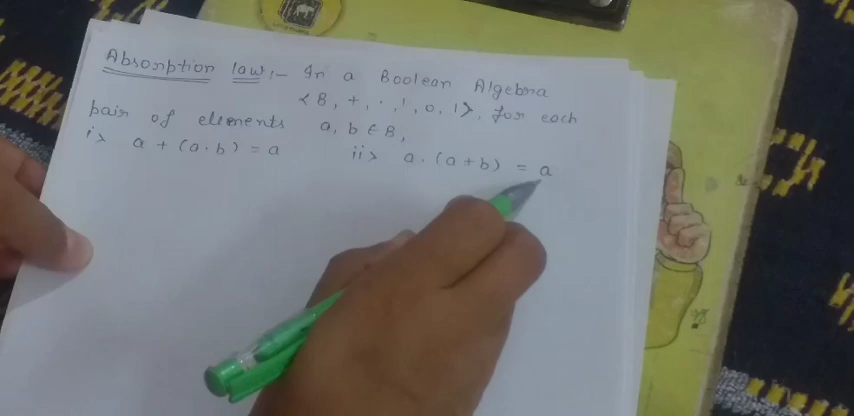 Absorption law:- In a Boolean Algebra
< B, +, ·, ', 0, 1>, for each
pair of elements a, b ∈ B,
i> a + (a·b) = a ii> a. (a+b) = a